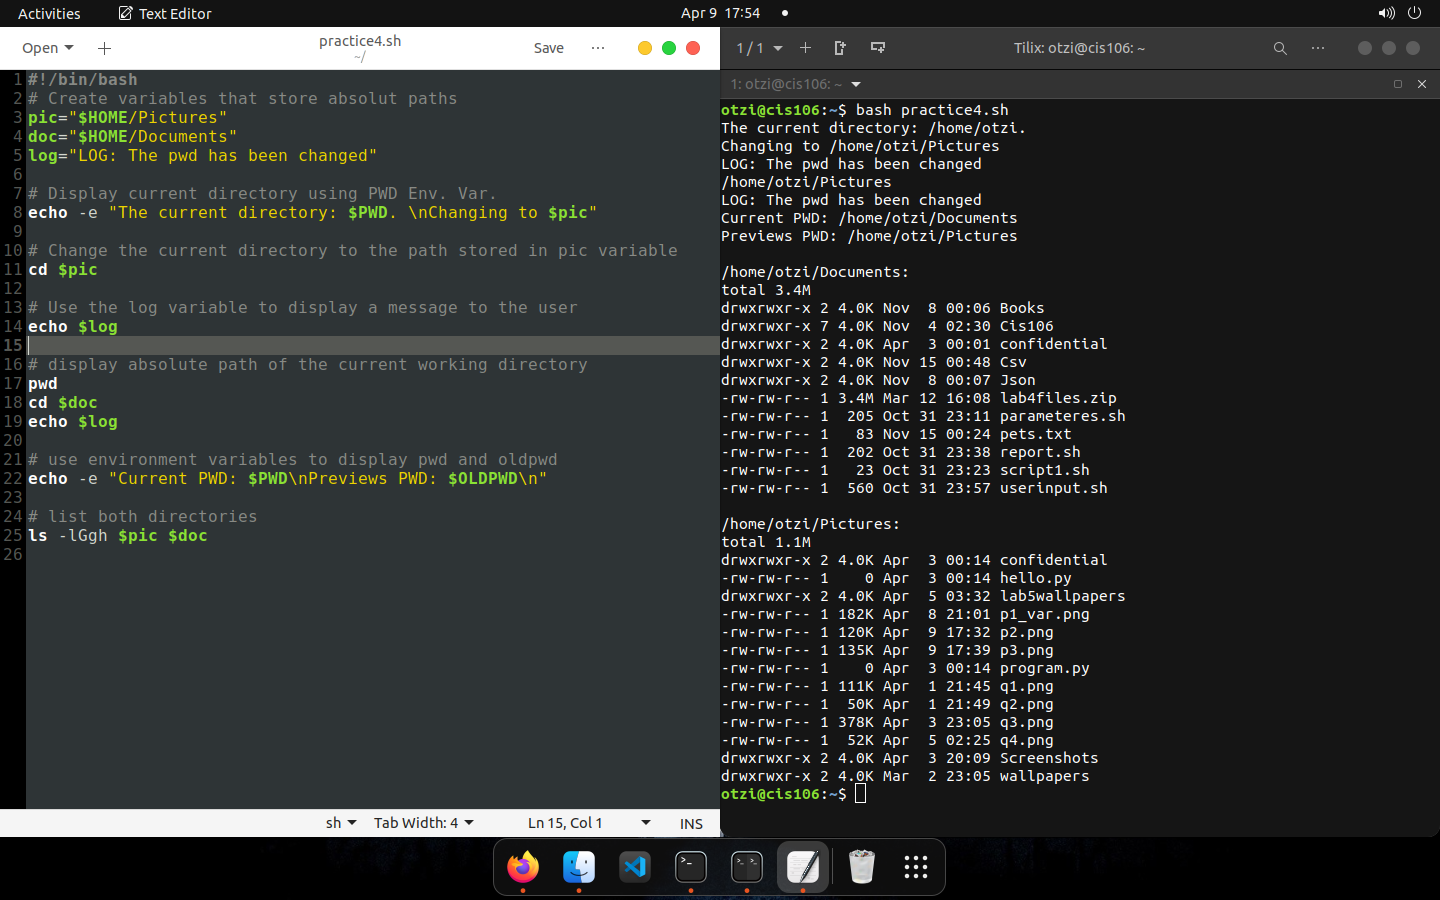 Activities Text Editor Apr 9 17:54
Open practice4.sh Save
~/
1 #!/bin/bash
2 # Create variables that store absolut paths
3 pic="$HOME/Pictures"
4 doc="$HOME/Documents"
5 log="LOG: The pwd has been changed"
6
7 # Display current directory using PWD Env. Var.
8 echo -e "The current directory: $PWD. \nChanging to $pic"
9
10 # Change the current directory to the path stored in pic variable
11 cd $pic
12
13 # Use the log variable to display a message to the user
14 echo $log
15
16 # display absolute path of the current working directory
17 pwd
18 cd $doc
19 echo $log
20
21 # use environment variables to display pwd and oldpwd
22 echo -e "Current PWD: $PWD\nPreviews PWD: $OLDPWD\n"
23
24 # list both directories
25 ls -lGgh $pic $doc
26
sh Tab Width: 4 Ln 15, Col 1 INS
1 / 1 Tilix: otzi@cis106: ~
1: otzi@cis106: ~
otzi@cis106:~$ bash practice4.sh
The current directory: /home/otzi.
Changing to /home/otzi/Pictures
LOG: The pwd has been changed
/home/otzi/Pictures
LOG: The pwd has been changed
Current PWD: /home/otzi/Documents
Previews PWD: /home/otzi/Pictures

/home/otzi/Documents:
total 3.4M
drwxrwxr-x 2 4.0K Nov  8 00:06 Books
drwxrwxr-x 7 4.0K Nov  4 02:30 Cis106
drwxrwxr-x 2 4.0K Apr  3 00:01 confidential
drwxrwxr-x 2 4.0K Nov 15 00:48 Csv
drwxrwxr-x 2 4.0K Nov  8 00:07 Json
-rw-rw-r-- 1 3.4M Mar 12 16:08 lab4files.zip
-rw-rw-r-- 1  205 Oct 31 23:11 parameteres.sh
-rw-rw-r-- 1   83 Nov 15 00:24 pets.txt
-rw-rw-r-- 1  202 Oct 31 23:38 report.sh
-rw-rw-r-- 1   23 Oct 31 23:23 script1.sh
-rw-rw-r-- 1  560 Oct 31 23:57 userinput.sh

/home/otzi/Pictures:
total 1.1M
drwxrwxr-x 2 4.0K Apr  3 00:14 confidential
-rw-rw-r-- 1    0 Apr  3 00:14 hello.py
drwxrwxr-x 2 4.0K Apr  5 03:32 lab5wallpapers
-rw-rw-r-- 1 182K Apr  8 21:01 p1_var.png
-rw-rw-r-- 1 120K Apr  9 17:32 p2.png
-rw-rw-r-- 1 135K Apr  9 17:39 p3.png
-rw-rw-r-- 1    0 Apr  3 00:14 program.py
-rw-rw-r-- 1 111K Apr  1 21:45 q1.png
-rw-rw-r-- 1  50K Apr  1 21:49 q2.png
-rw-rw-r-- 1 378K Apr  3 23:05 q3.png
-rw-rw-r-- 1  52K Apr  5 02:25 q4.png
drwxrwxr-x 2 4.0K Apr  3 20:09 Screenshots
drwxrwxr-x 2 4.0K Mar  2 23:05 wallpapers
otzi@cis106:~$